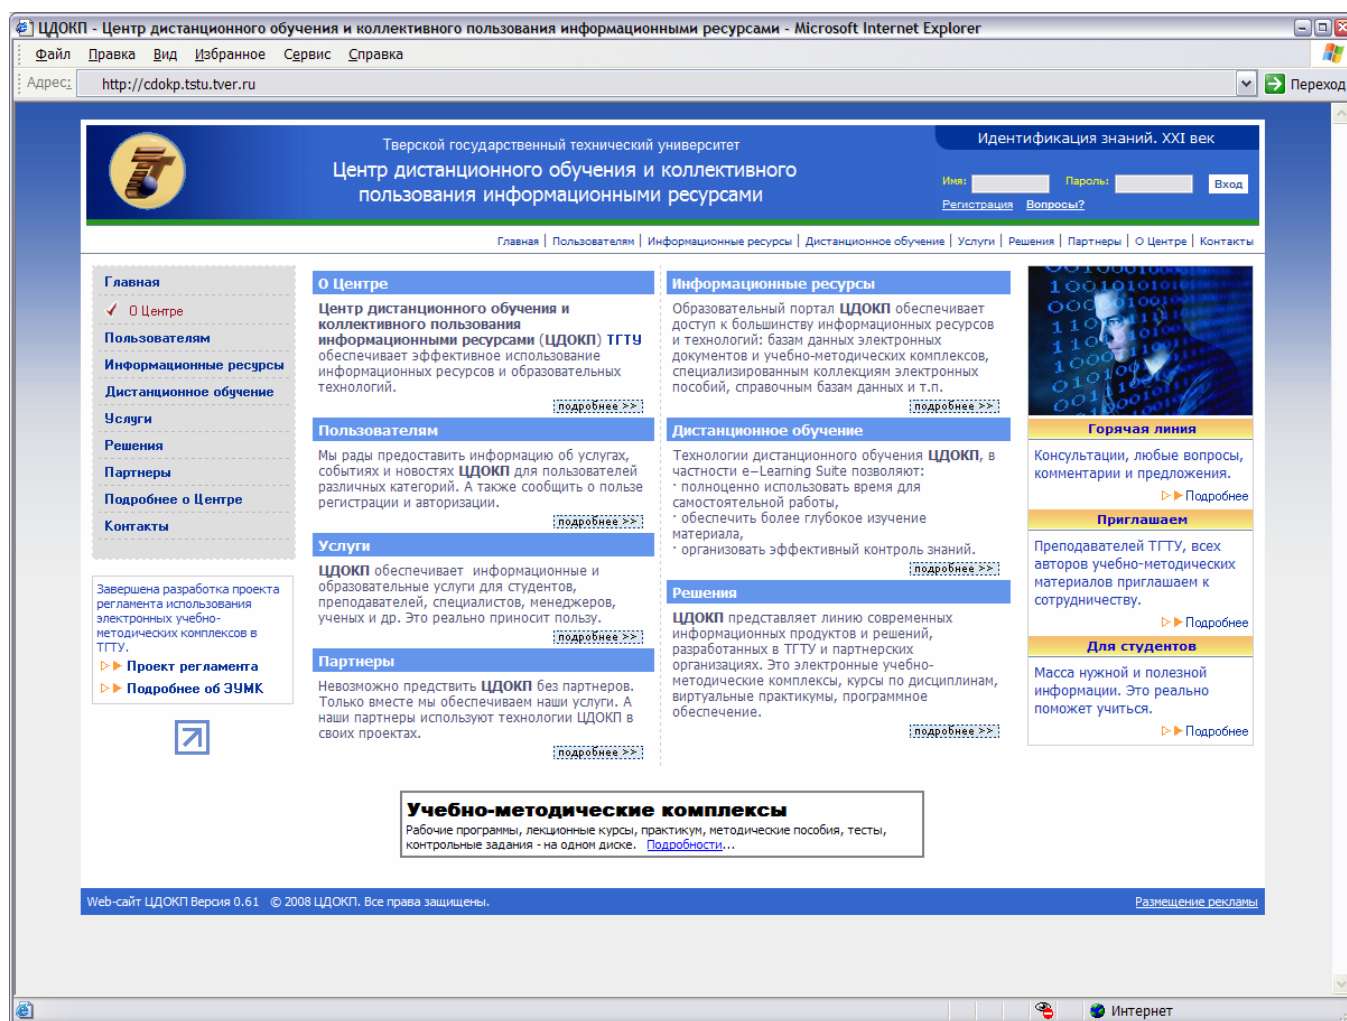 ЦДОКП - Центр дистанционного обучения и коллективного пользования информационными ресурсами - Microsoft Internet Explorer
Файл Правка Вид Избранное Сервис Справка
Адрес: http://cdokp.tstu.tver.ru Переход
Тверской государственный технический университет
Центр дистанционного обучения и коллективного
пользования информационными ресурсами
Идентификация знаний. XXI век
Имя: Пароль: Вход
Регистрация Вопросы?
Главная | Пользователям | Информационные ресурсы | Дистанционное обучение | Услуги | Решения | Партнеры | О Центре | Контакты
Главная
О Центре
Пользователям
Информационные ресурсы
Дистанционное обучение
Услуги
Решения
Партнеры
Подробнее о Центре
Контакты
Завершена разработка проекта
регламента использования
электронных учебно-
методических комплексов в
ТГТУ.
Проект регламента
Подробнее об ЭУМК
О Центре
Центр дистанционного обучения и
коллективного пользования
информационными ресурсами (ЦДОКП) ТГТУ
обеспечивает эффективное использование
информационных ресурсов и образовательных
технологий.
подробнее >>
Пользователям
Мы рады предоставить информацию об услугах,
событиях и новостях ЦДОКП для пользователей
различных категорий. А также сообщить о пользе
регистрации и авторизации.
подробнее >>
Услуги
ЦДОКП обеспечивает информационные и
образовательные услуги для студентов,
преподавателей, специалистов, менеджеров,
ученых и др. Это реально приносит пользу.
подробнее >>
Партнеры
Невозможно предствить ЦДОКП без партнеров.
Только вместе мы обеспечиваем наши услуги. А
наши партнеры используют технологии ЦДОКП в
своих проектах.
подробнее >>
Информационные ресурсы
Образовательный портал ЦДОКП обеспечивает
доступ к большинству информационных ресурсов
и технологий: базам данных электронных
документов и учебно-методических комплексов,
специализированным коллекциям электронных
пособий, справочным базам данных и т.п.
подробнее >>
Дистанционное обучение
Технологии дистанционного обучения ЦДОКП, в
частности e-Learning Suite позволяют:
· полноценно использовать время для
самостоятельной работы,
· обеспечить более глубокое изучение
материала,
· организовать эффективный контроль знаний.
подробнее >>
Решения
ЦДОКП представляет линию современных
информационных продуктов и решений,
разработанных в ТГТУ и партнерских
организациях. Это электронные учебно-
методические комплексы, курсы по дисциплинам,
виртуальные практикумы, программное
обеспечение.
подробнее >>
Горячая линия
Консультации, любые вопросы,
комментарии и предложения.
Подробнее
Приглашаем
Преподавателей ТГТУ, всех
авторов учебно-методических
материалов приглашаем к
сотрудничеству.
Подробнее
Для студентов
Масса нужной и полезной
информации. Это реально
поможет учиться.
Подробнее
Учебно-методические комплексы
Рабочие программы, лекционные курсы, практикум, методические пособия, тесты,
контрольные задания - на одном диске. Подробности...
Web-сайт ЦДОКП Версия 0.61 © 2008 ЦДОКП. Все права защищены.
Размещение рекламы
Интернет